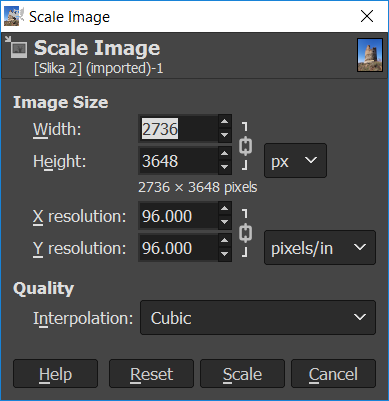 Scale Image
Scale Image
[Slika 2] (imported)-1
Image Size
Width: 2736
Height: 3648 px
2736 × 3648 pixels
X resolution: 96.000
Y resolution: 96.000 pixels/in
Quality
Interpolation: Cubic
Help Reset Scale Cancel